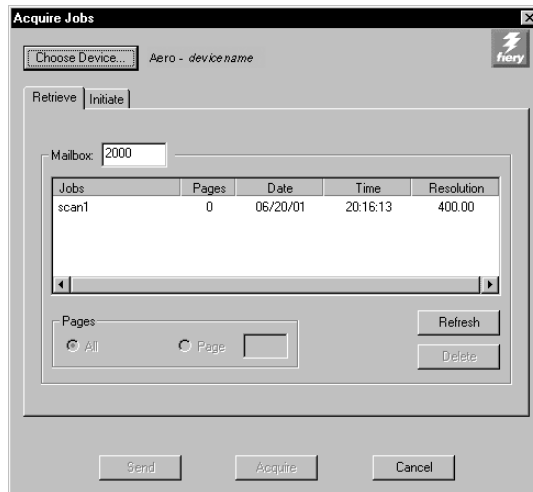 Acquire Jobs
Choose Device... Aero - devicename
fiery
Retrieve Initiate
Mailbox: 2000
Jobs Pages Date Time Resolution
scan1 0 06/20/01 20:16:13 400.00
Pages
All Page
Refresh
Delete
Send Acquire Cancel